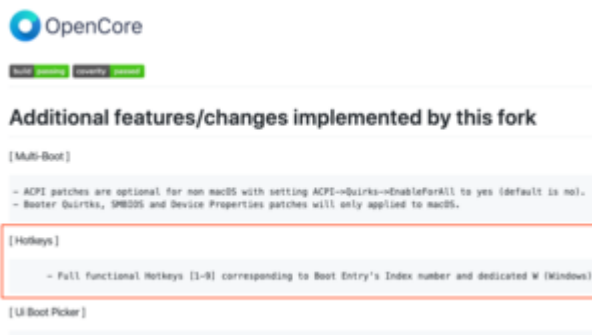 OpenCore
build passing coverity passed
Additional features/changes implemented by this fork
[ Multi-Boot ]
- ACPI patches are optional for non macOS with setting ACPI->Quirks->EnableForAll to yes (default is no).
- Booter Quirtks, SMBIOS and Device Properties patches will only applied to macOS.
[ Hotkeys ]
- Full functional Hotkeys [1-9] corresponding to Boot Entry's Index number and dedicated W (Windows)
[ Ui Boot Picker ]